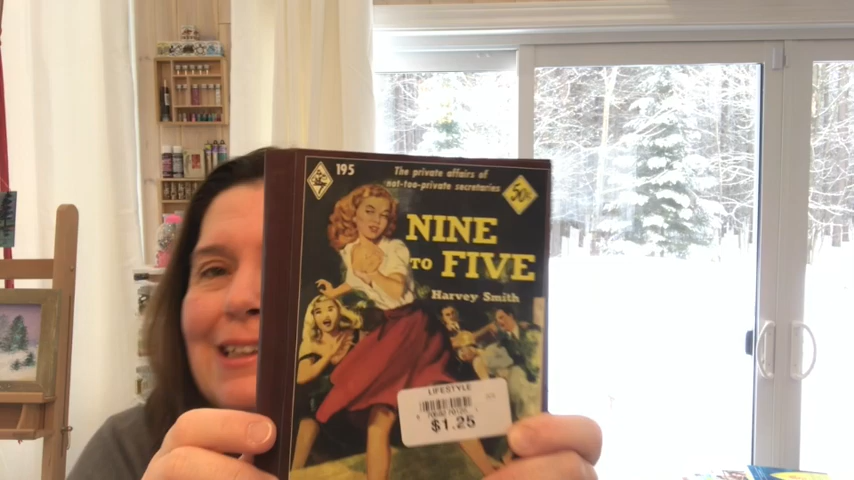 195
The private affairs of
not-too-private secretaries
50¢
NINE
TO FIVE
Harvey Smith
LIFESTYLE
$1.25